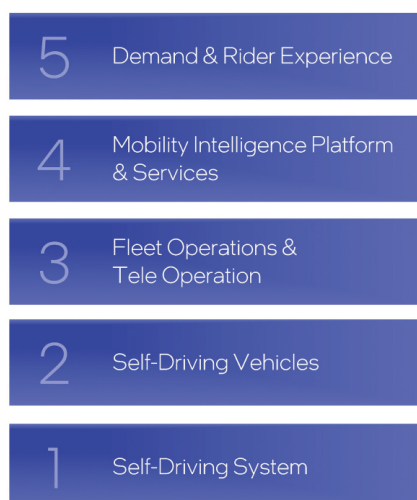 5 Demand & Rider Experience
4 Mobility Intelligence Platform
& Services
3 Fleet Operations &
Tele Operation
2 Self-Driving Vehicles
1 Self-Driving System